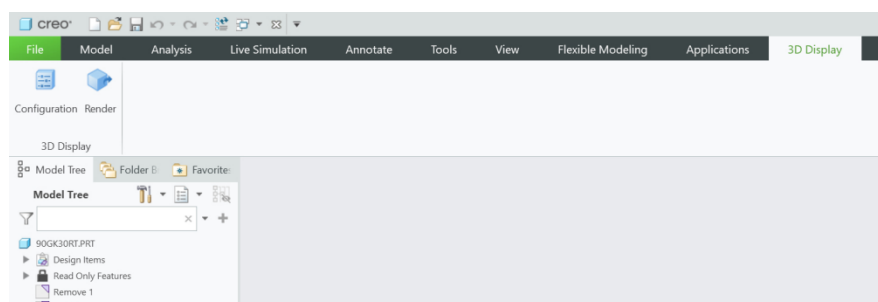 creo
File Model Analysis Live Simulation Annotate Tools View Flexible Modeling Applications 3D Display
Configuration Render
3D Display
Model Tree Folder B Favorite
Model Tree
90GK30RT.PRT
Design Items
Read Only Features
Remove 1